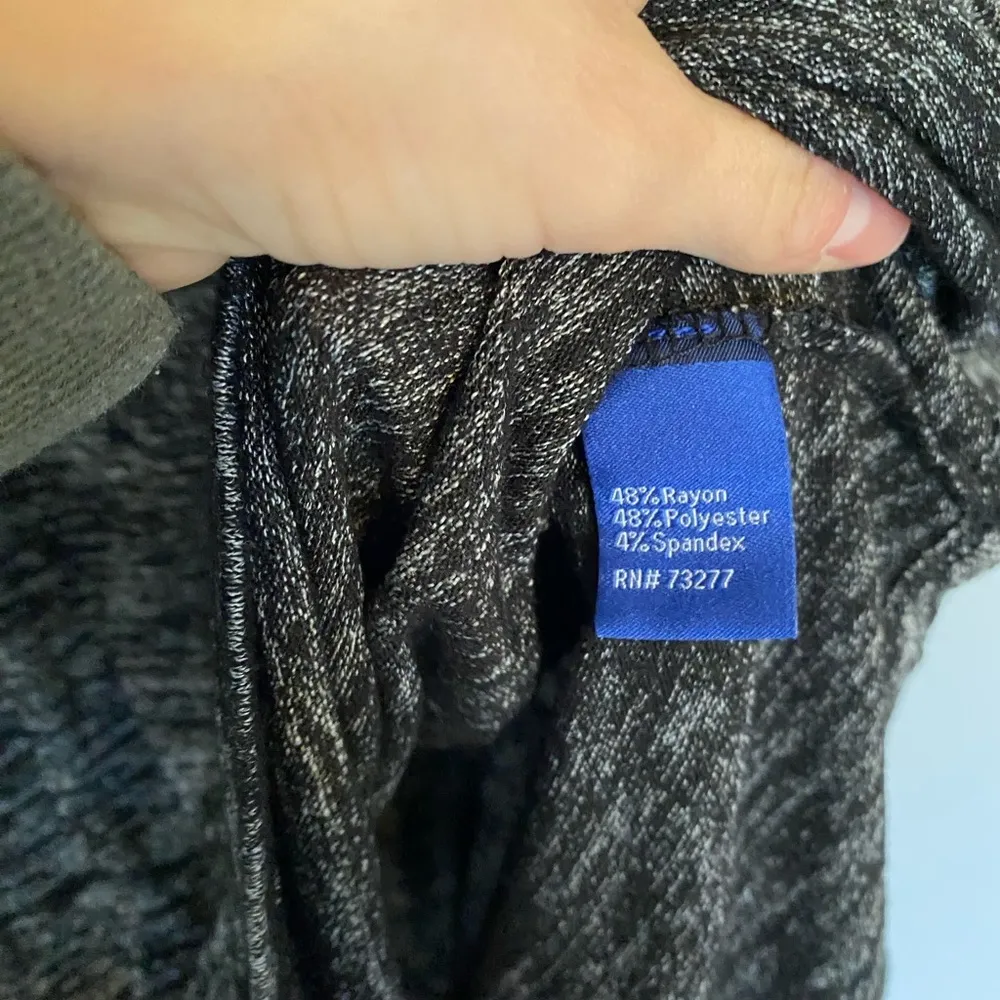 48%Rayon
48%Polyester
4%Spandex
RN# 73277